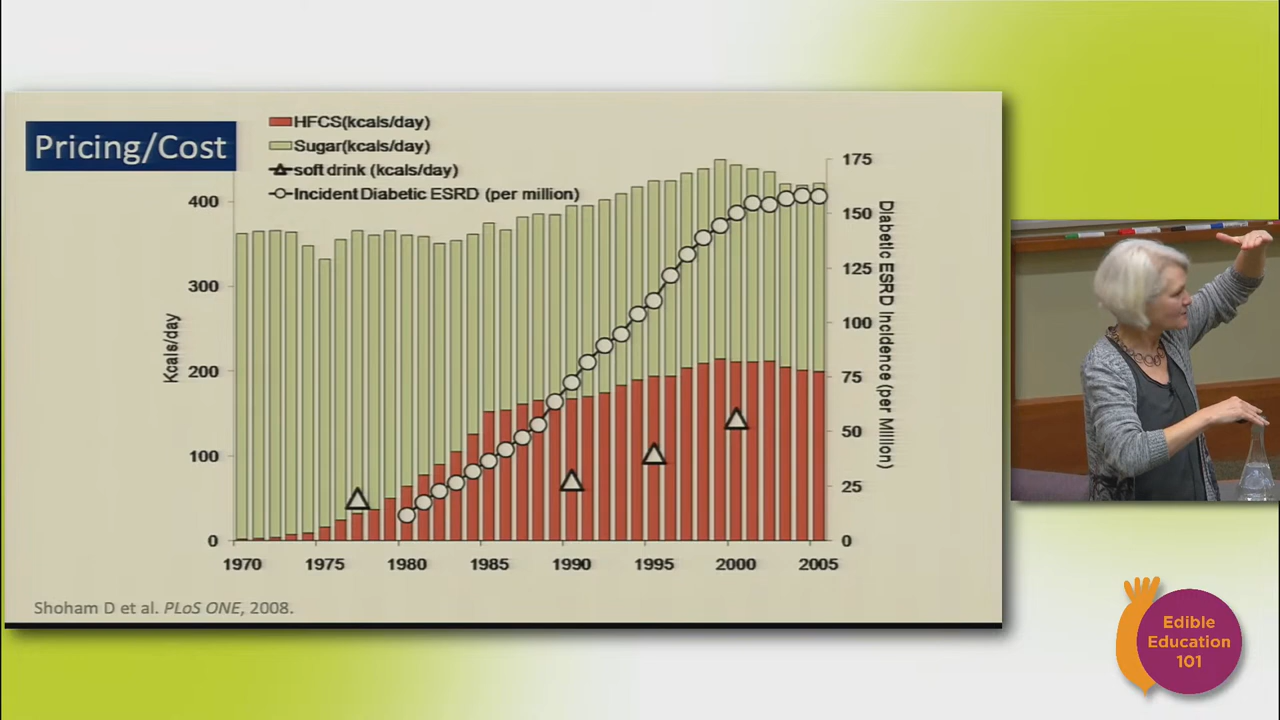 Pricing/Cost
HFCS(kcals/day)
Sugar(kcals/day)
soft drink (kcals/day)
Incident Diabetic ESRD (per million)
400
300
200
100
0
Kcals/day
175
150
125
100
75
50
25
0
Diabetic ESRD Incidence (per Million)
1970 1975 1980 1985 1990 1995 2000 2005
Shoham D et al. PLoS ONE, 2008.
Edible
Education
101